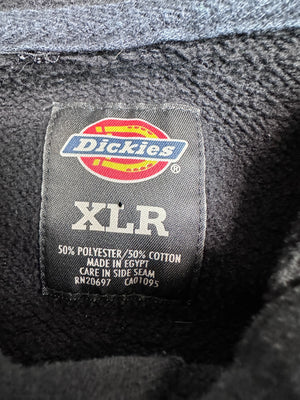 Dickies
®
XLR
50% POLYESTER/50% COTTON
MADE IN EGYPT
CARE IN SIDE SEAM
RN20697 CA01095